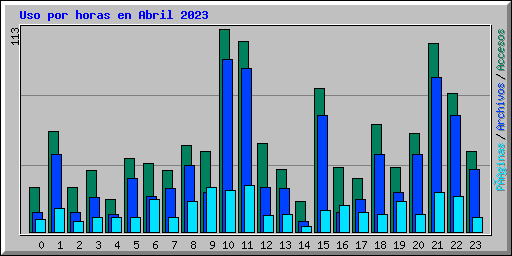 Uso por horas en Abril 2023
113
0 1 2 3 4 5 6 7 8 9 10 11 12 13 14 15 16 17 18 19 20 21 22 23
Páginas / Archivos / Accesos